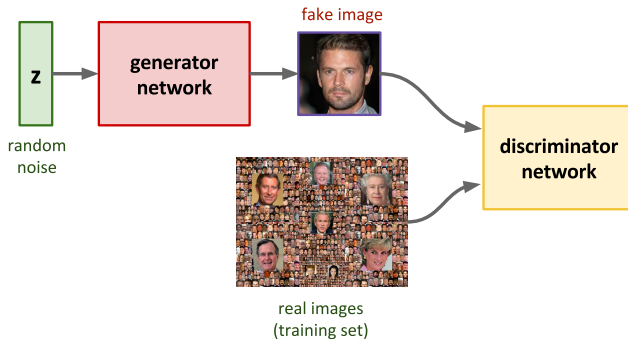 fake image
z
generator
network
random
noise
discriminator
network
real images
(training set)